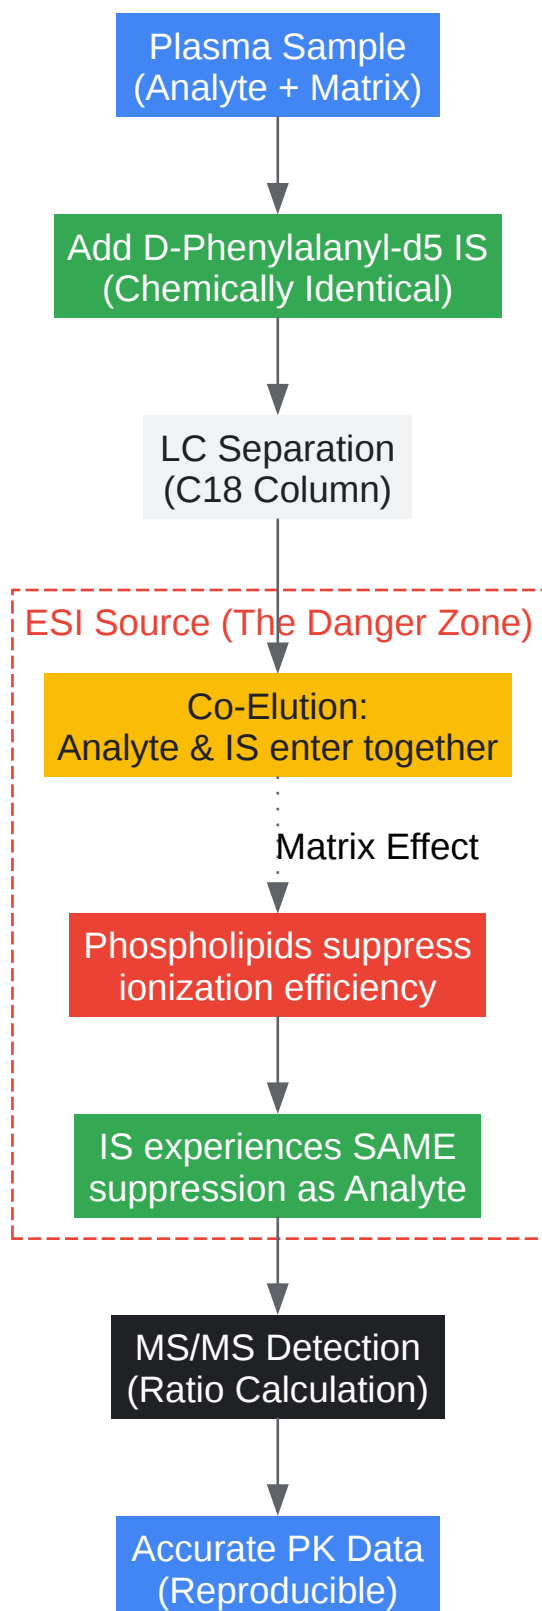 Plasma Sample
(Analyte + Matrix)
Add D-Phenylalanyl-d5 IS
(Chemically Identical)
LC Separation
(C18 Column)
ESI Source (The Danger Zone)
Co-Elution:
Analyte & IS enter together
Matrix Effect
Phospholipids suppress
ionization efficiency
IS experiences SAME
suppression as Analyte
MS/MS Detection
(Ratio Calculation)
Accurate PK Data
(Reproducible)